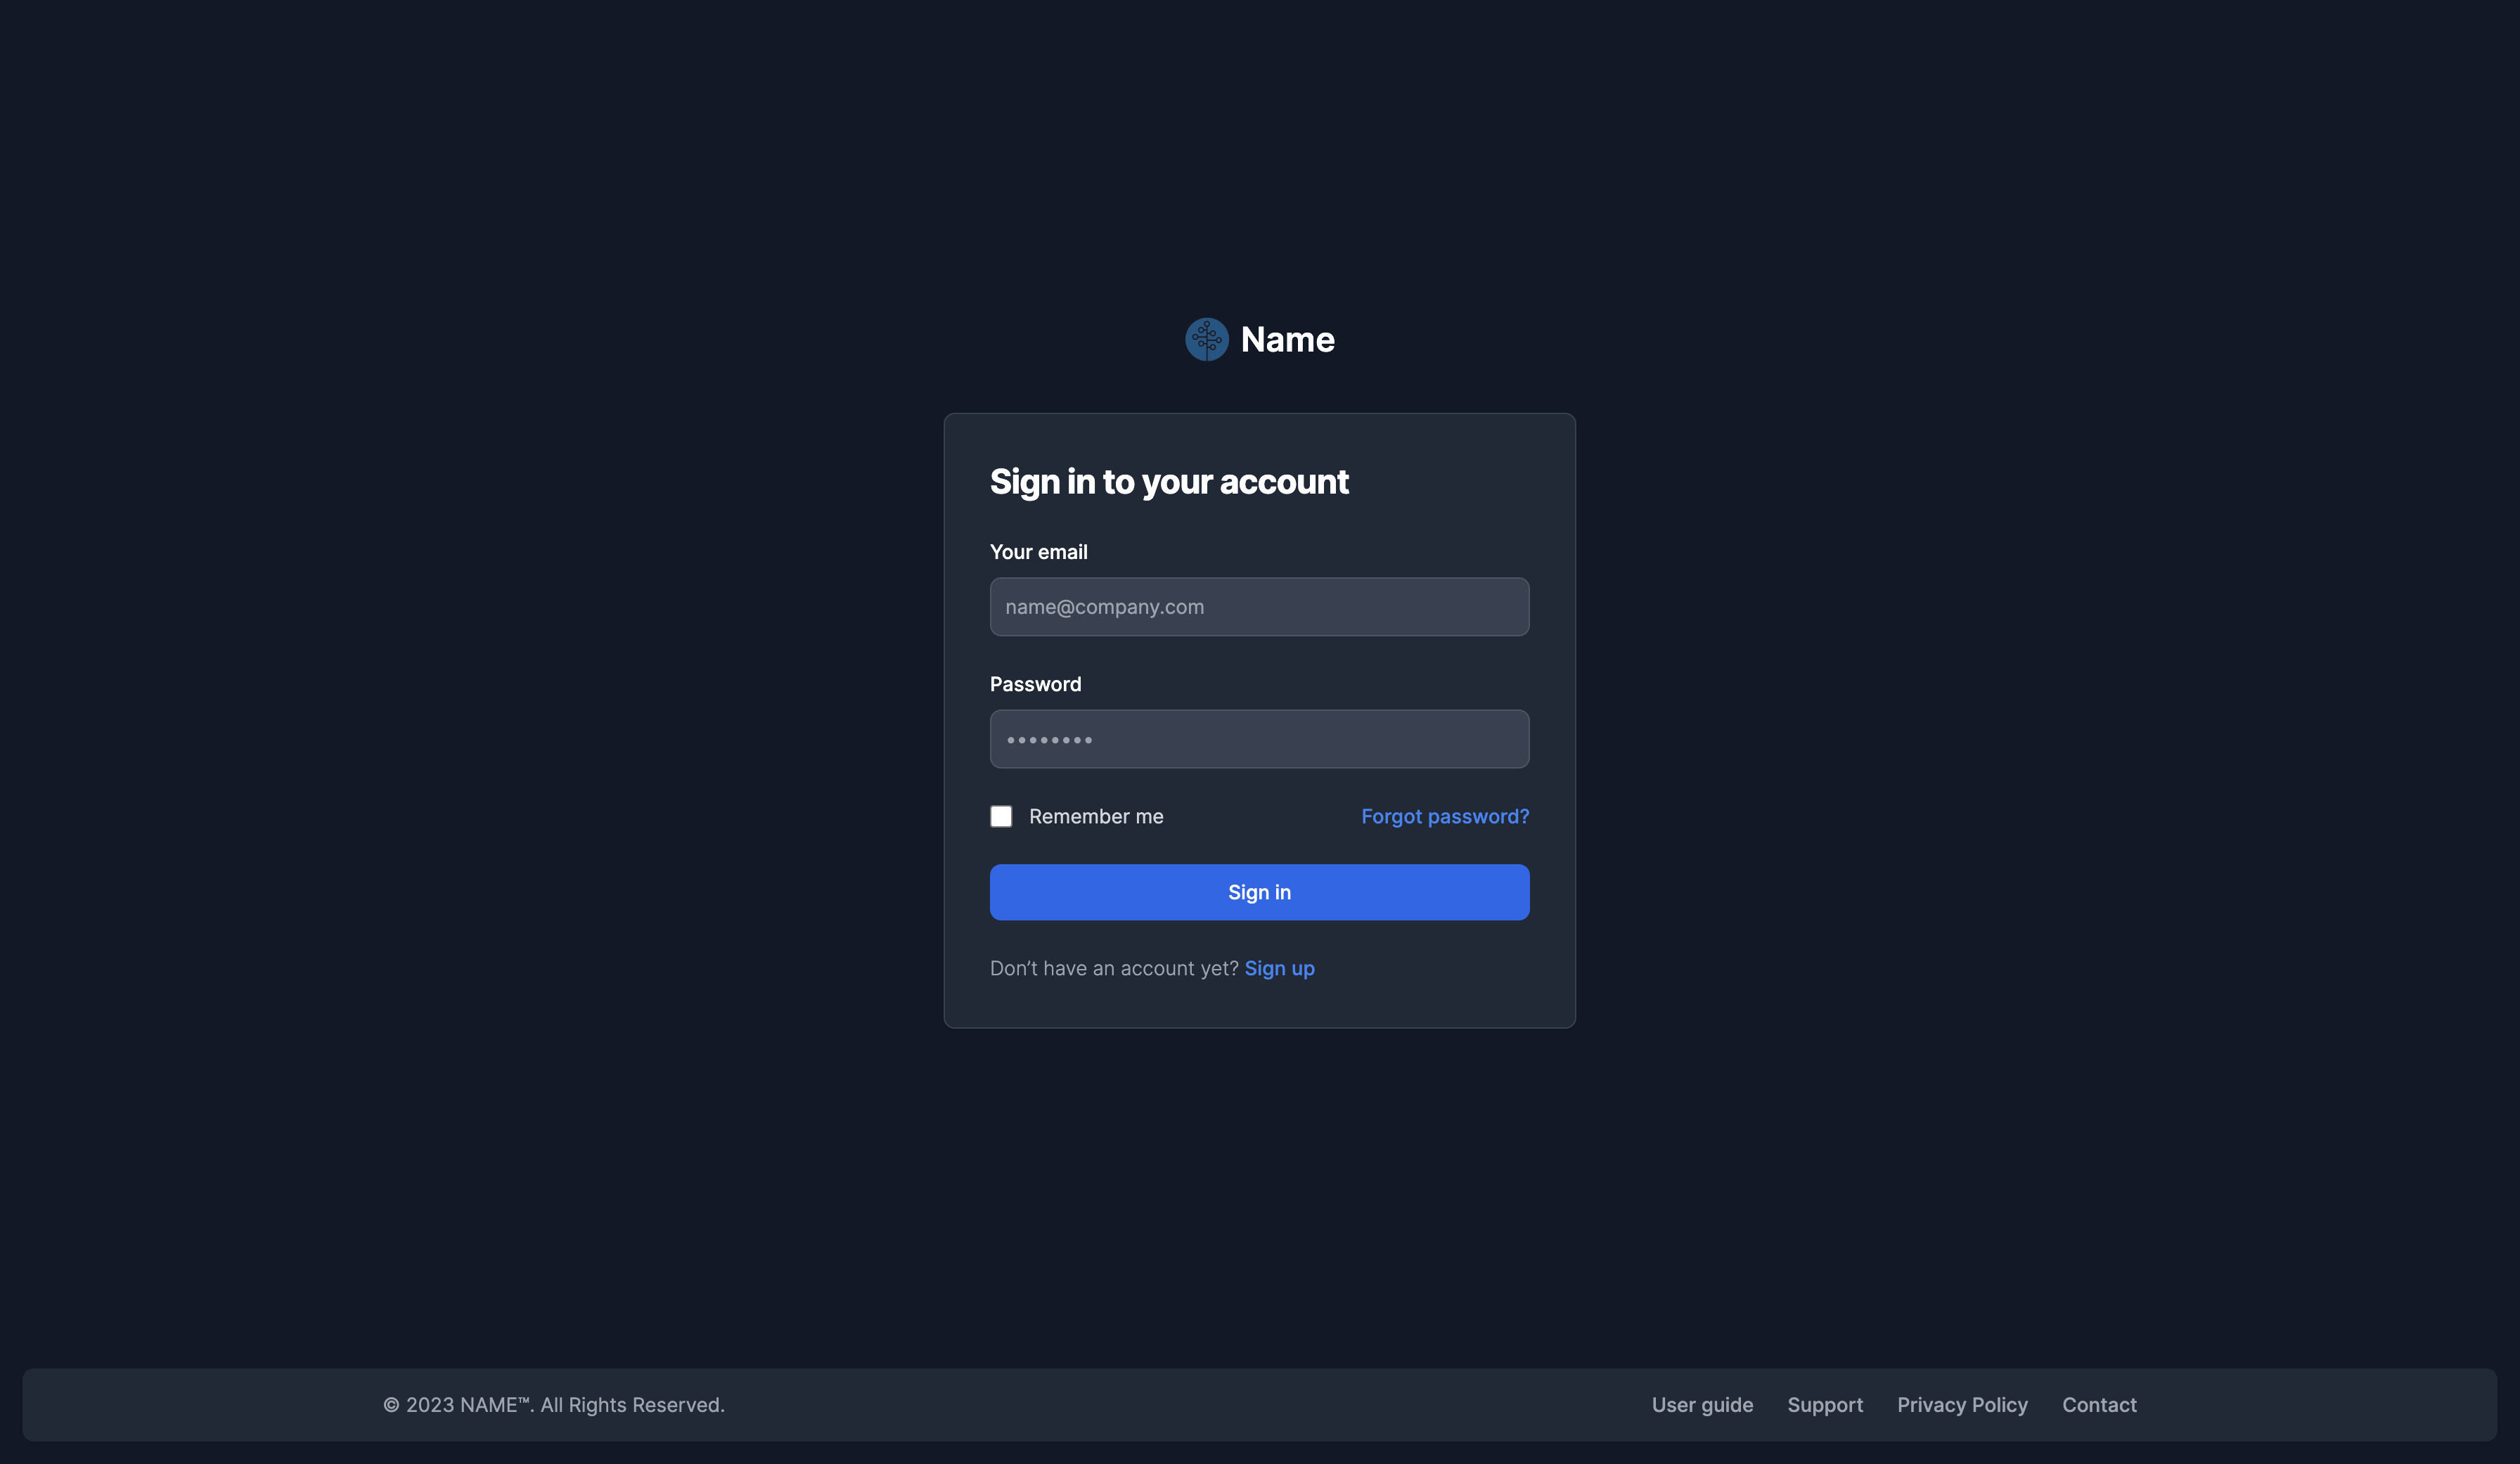 Name
Sign in to your account
Your email
name@company.com
Password
••••••••
Remember me
Forgot password?
Sign in
Don’t have an account yet? Sign up
© 2023 NAME™. All Rights Reserved.
User guide
Support
Privacy Policy
Contact